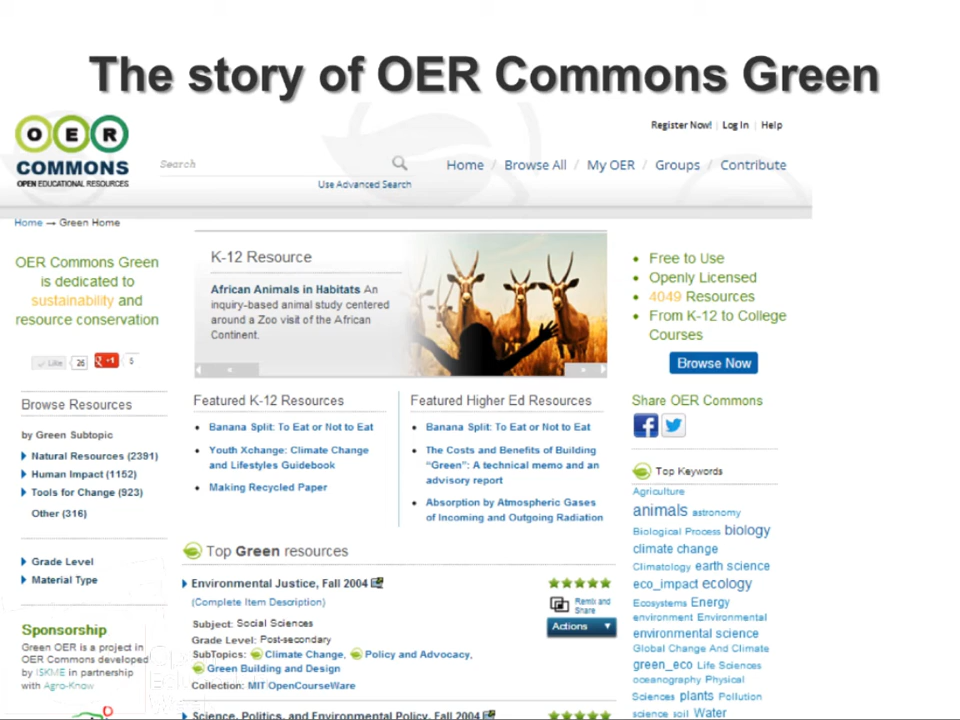 The story of OER Commons Green
O E R
COMMONS
OPEN EDUCATIONAL RESOURCES
Search
Use Advanced Search
Register Now! | Log In | Help
Home / Browse All / My OER / Groups / Contribute
Home → Green Home
OER Commons Green
is dedicated to
sustainability and
resource conservation
Like 26 +1 5
Browse Resources
by Green Subtopic
Natural Resources (2391)
Human Impact (1152)
Tools for Change (923)
Other (316)
Grade Level
Material Type
Sponsorship
Green OER is a project in
OER Commons developed
by ISKME in partnership
with Agro-Know
K-12 Resource
African Animals in Habitats An
inquiry-based animal study centered
around a Zoo visit of the African
Continent.
Featured K-12 Resources
• Banana Split: To Eat or Not to Eat
• Youth Xchange: Climate Change
and Lifestyles Guidebook
• Making Recycled Paper
Featured Higher Ed Resources
• Banana Split: To Eat or Not to Eat
• The Costs and Benefits of Building
“Green”: A technical memo and an
advisory report
• Absorption by Atmospheric Gases
of Incoming and Outgoing Radiation
Top Green resources
Environmental Justice, Fall 2004
(Complete Item Description)
Subject: Social Sciences
Grade Level: Post-secondary
SubTopics: Climate Change, Policy and Advocacy,
Green Building and Design
Collection: MIT OpenCourseWare
Remix and
Share
Actions
Science, Politics, and Environmental Policy, Fall 2004
• Free to Use
• Openly Licensed
• 4049 Resources
• From K-12 to College
Courses
Browse Now
Share OER Commons
Top Keywords
Agriculture
animals astronomy
Biological Process biology
climate change
Climatology earth science
eco_impact ecology
Ecosystems Energy
environment Environmental
environmental science
Global Change And Climate
green_eco Life Sciences
oceanography Physical
Sciences plants Pollution
science soil Water